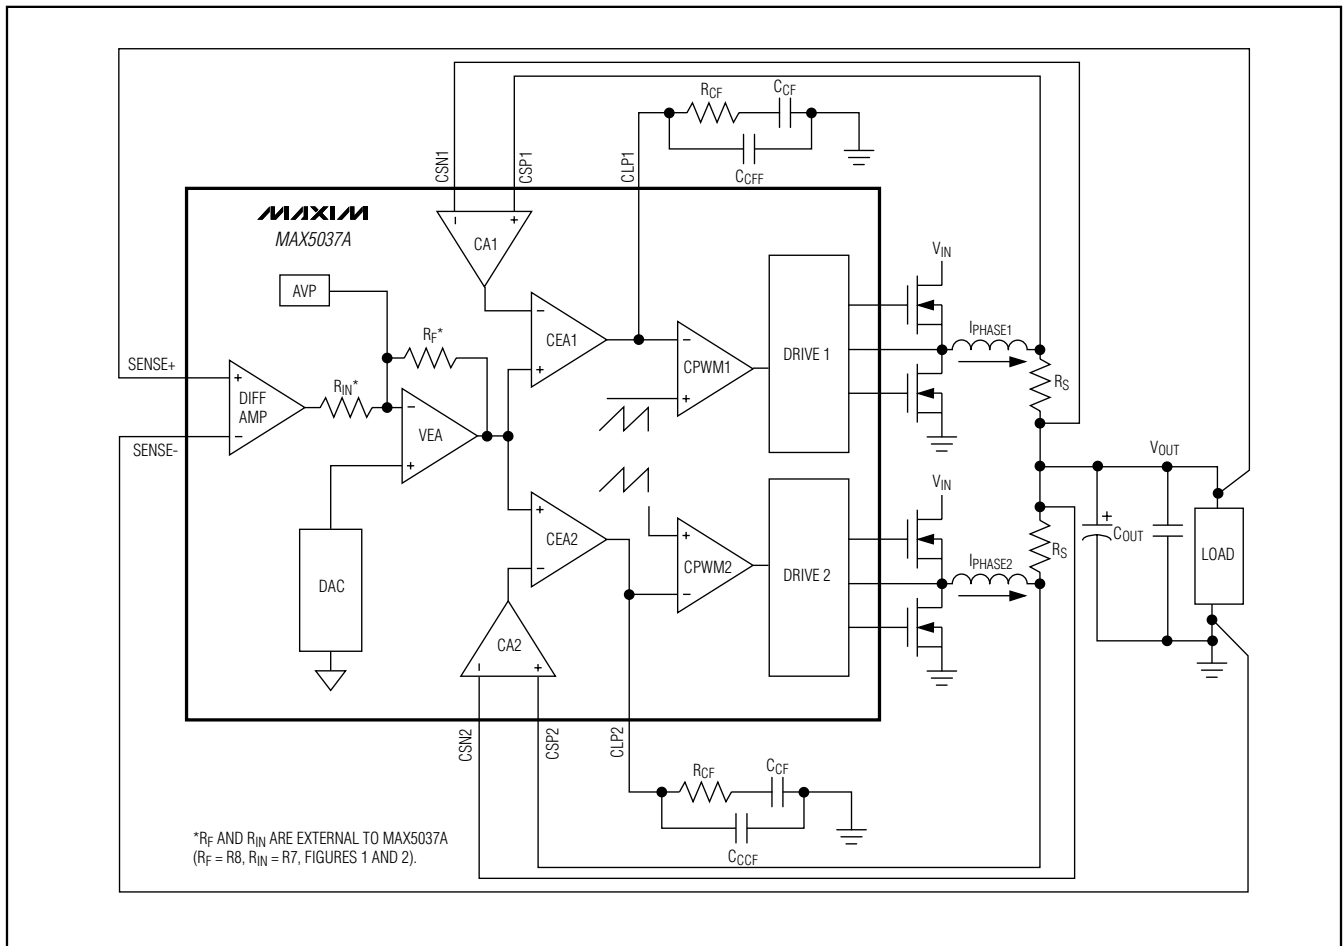 RCF
CCF
CCFF
CSN1
CSP1
CLP1
MAXIM
MAX5037A
CA1
AVP
RF*
SENSE+
DIFF
AMP
RIN*
VEA
SENSE-
DAC
CEA1
CPWM1
DRIVE 1
VIN
IPHASE1
RS
VOUT
CEA2
CPWM2
DRIVE 2
VIN
IPHASE2
RS
COUT
LOAD
CA2
CSN2
CSP2
CLP2
RCF
CCF
CCCF
*RF AND RIN ARE EXTERNAL TO MAX5037A
(RF = R8, RIN = R7, FIGURES 1 AND 2).